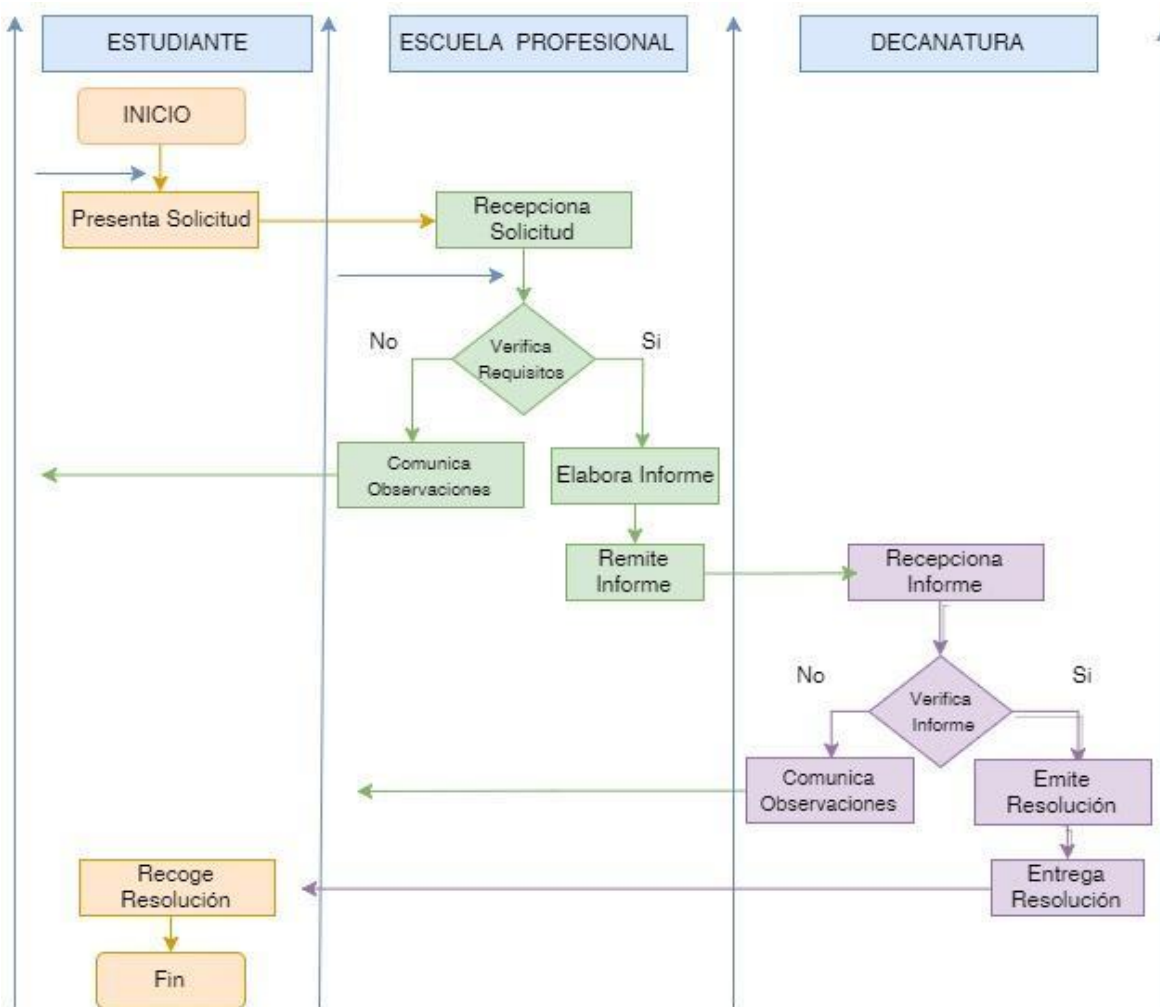 ESTUDIANTE
ESCUELA PROFESIONAL
DECANATURA
INICIO
Presenta Solicitud
Recepciona
Solicitud
No
Si
Verifica
Requisitos
Comunica
Observaciones
Elabora Informe
Remite
Informe
Recepciona
Informe
No
Si
Verifica
Informe
Comunica
Observaciones
Emite
Resolución
Recoge
Resolución
Entrega
Resolución
Fin